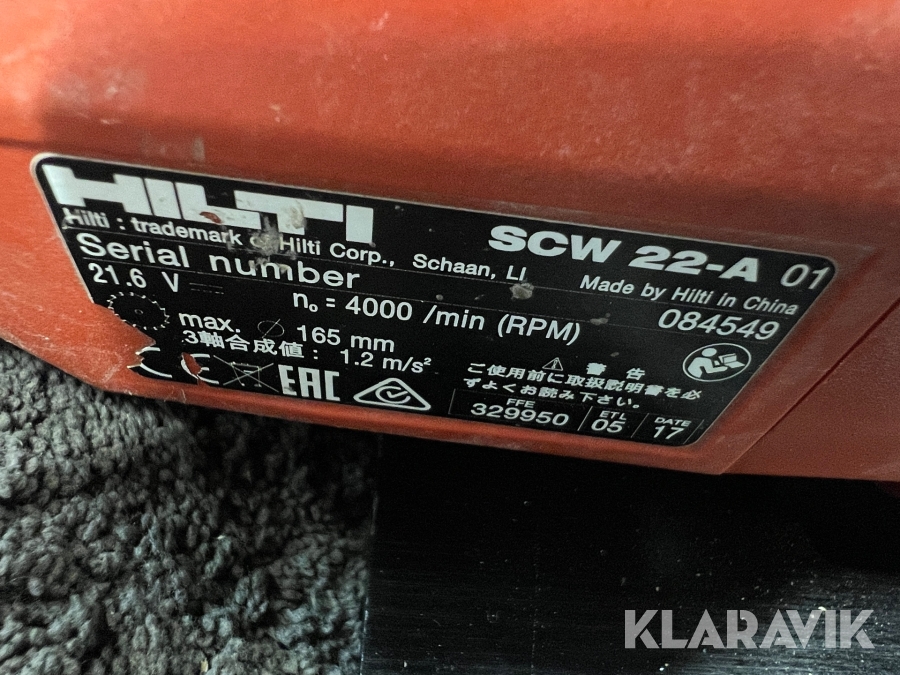 HILTI
SCW 22-A 01
Hilti : trademark of Hilti Corp., Schaan, LI
Made by Hilti in China
Serial number
084549
21.6 V
n₀ = 4000 /min (RPM)
max. ∅ 165 mm
3軸合成値 : 1.2 m/s²
CE
EAC
⚠ 警告
ご使用前に取扱説明書を必
ずよくお読み下さい。
FFE ETL DATE
329950 05 17
KLARAVIK